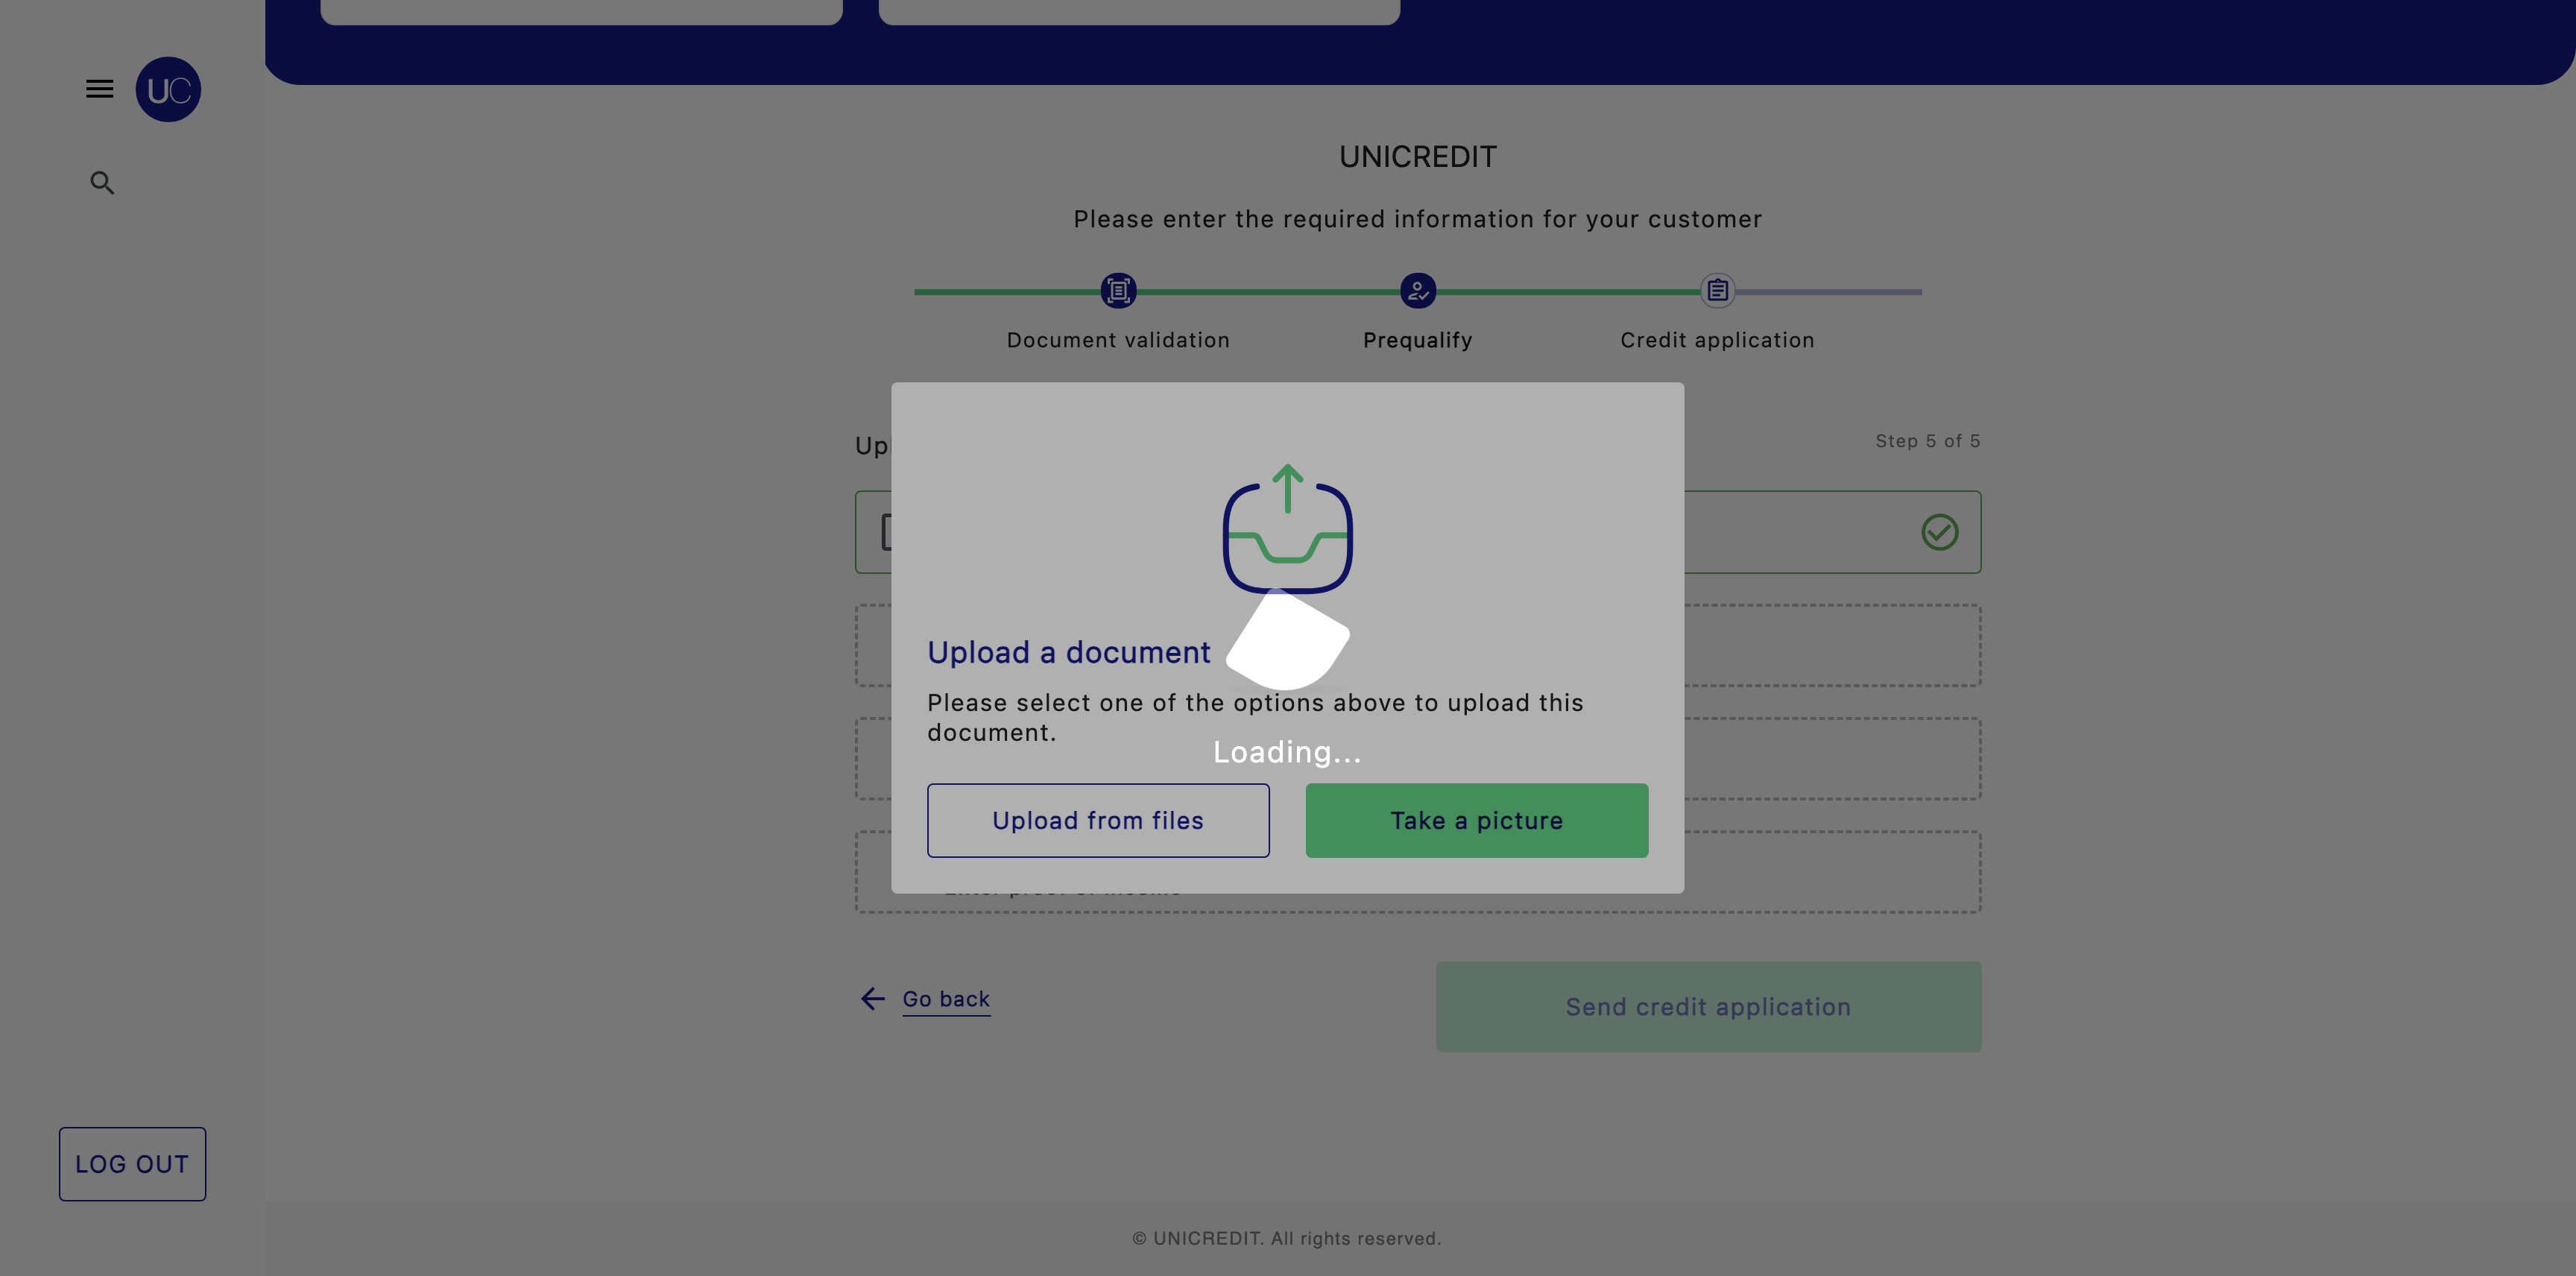 UC
UNICREDIT
Please enter the required information for your customer
Document validation
Prequalify
Credit application
Step 5 of 5
Upload a document
Please select one of the options above to upload this
document.
Loading...
Upload from files
Take a picture
Go back
Send credit application
LOG OUT
© UNICREDIT. All rights reserved.